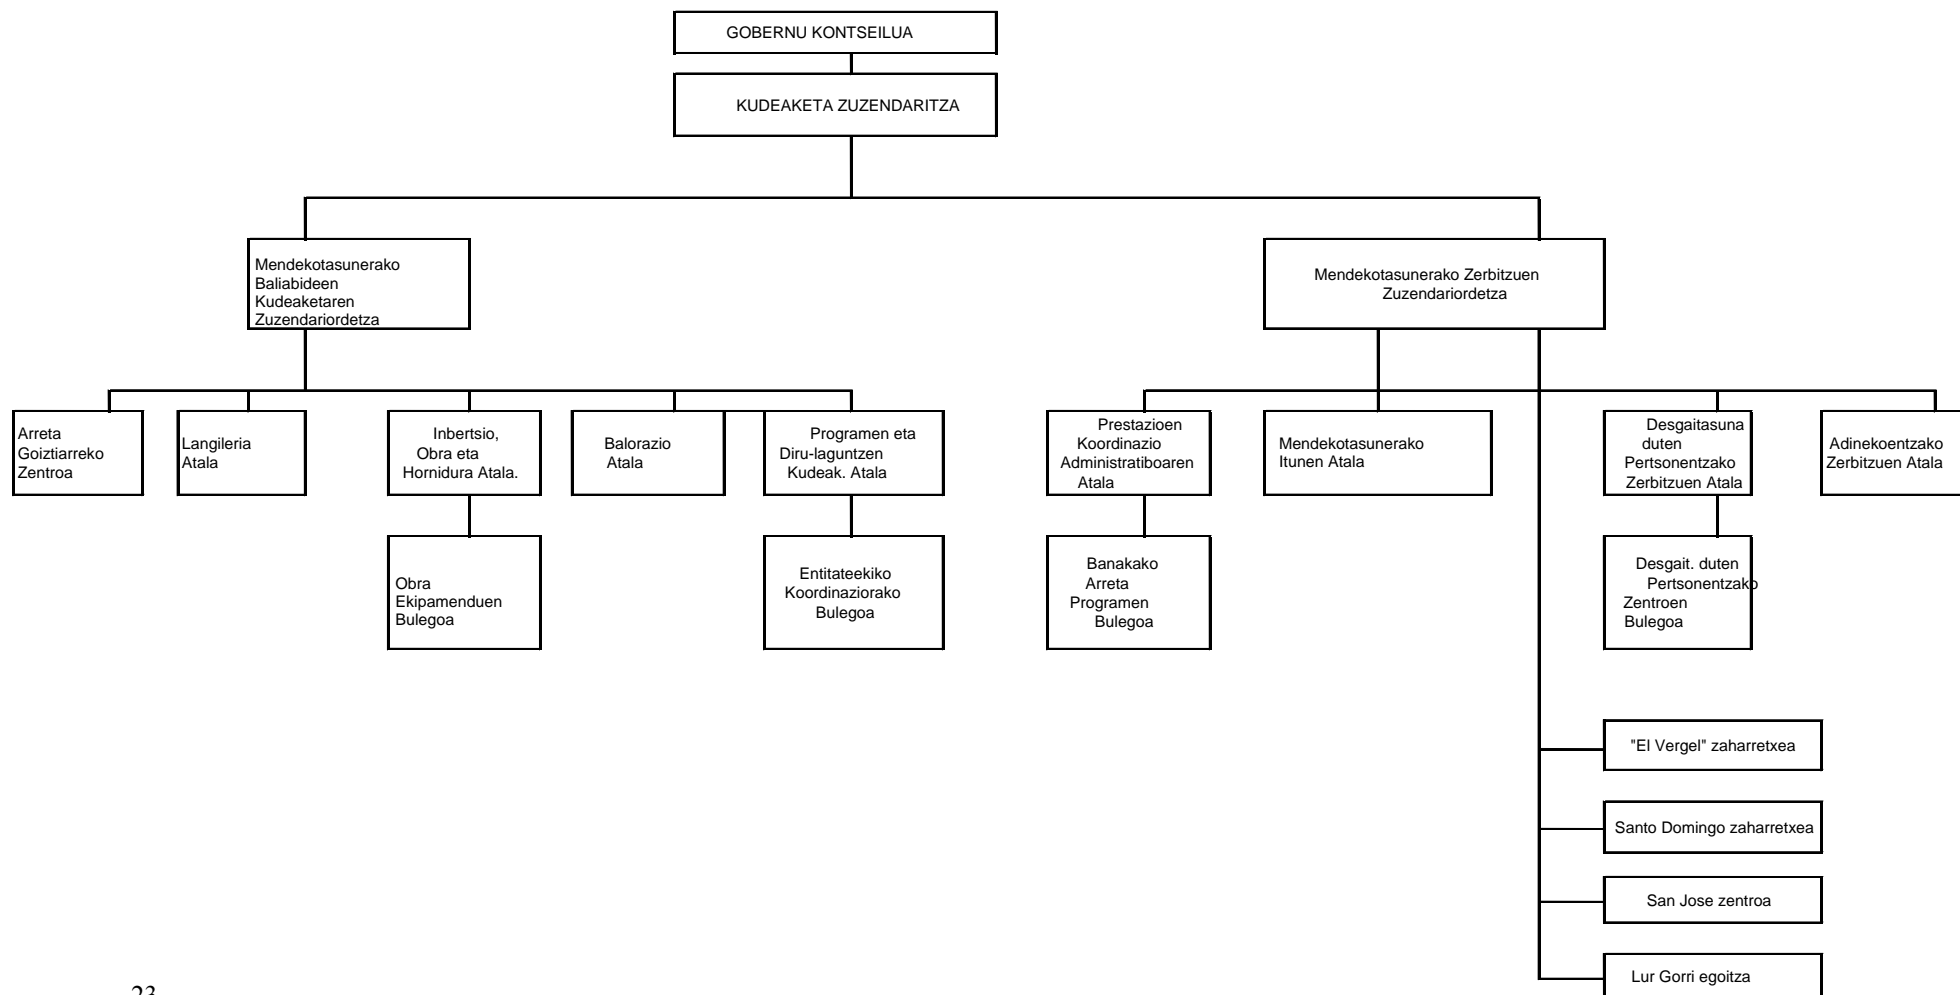 GOBERNU KONTSEILUA
KUDEAKETA ZUZENDARITZA
Mendekotasunerako
Baliabideen
Kudeaketaren
Zuzendariordetza
Mendekotasunerako Zerbitzuen
Zuzendariordetza
Arreta
Goiztiarreko
Zentroa
Langileria
Atala
Inbertsio,
Obra eta
Hornidura Atala.
Balorazio
Atala
Programen eta
Diru-laguntzen
Kudeak. Atala
Prestazioen
Koordinazio
Administratiboaren
Atala
Mendekotasunerako
Itunen Atala
Desgaitasuna
duten
Pertsonentzako
Zerbitzuen Atala
Adinekoentzako
Zerbitzuen Atala
Obra
Ekipamenduen
Bulegoa
Entitateekiko
Koordinaziorako
Bulegoa
Banakako
Arreta
Programen
Bulegoa
Desgait. duten
Pertsonentzako
Zentroen
Bulegoa
"El Vergel" zaharretxea
Santo Domingo zaharretxea
San Jose zentroa
Lur Gorri egoitza
23